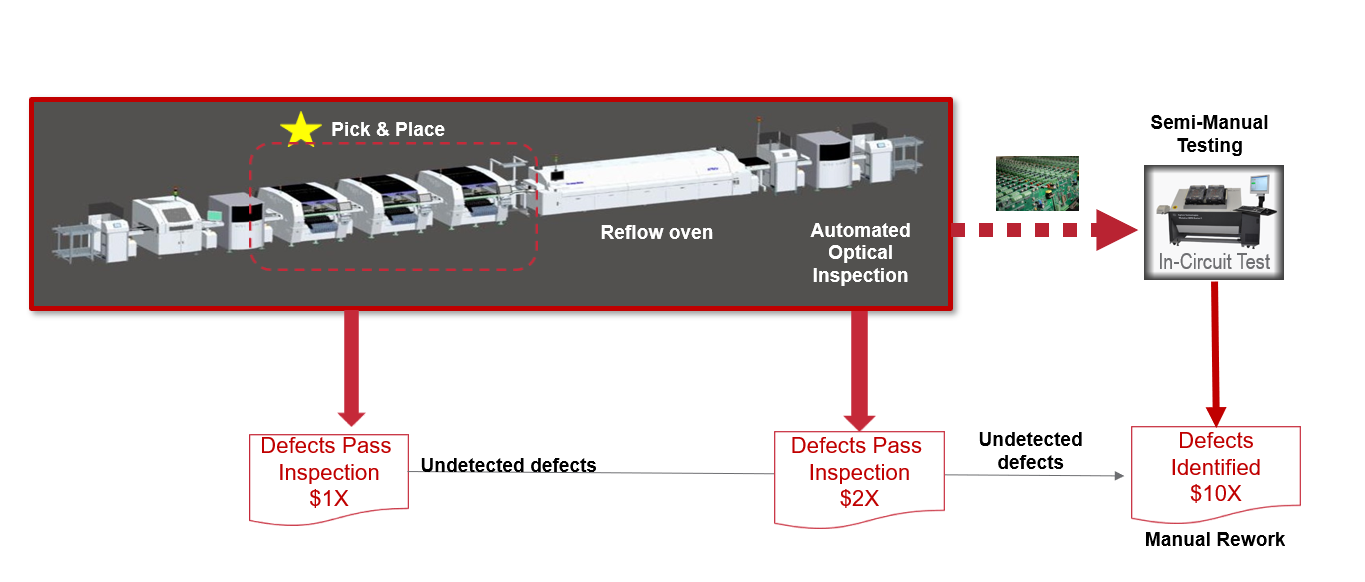 Pick & Place
Reflow oven
Automated
Optical
Inspection
Semi-Manual
Testing
In-Circuit Test
Defects Pass
Inspection
$1X
Undetected defects
Defects Pass
Inspection
$2X
Undetected
defects
Defects
Identified
$10X
Manual Rework